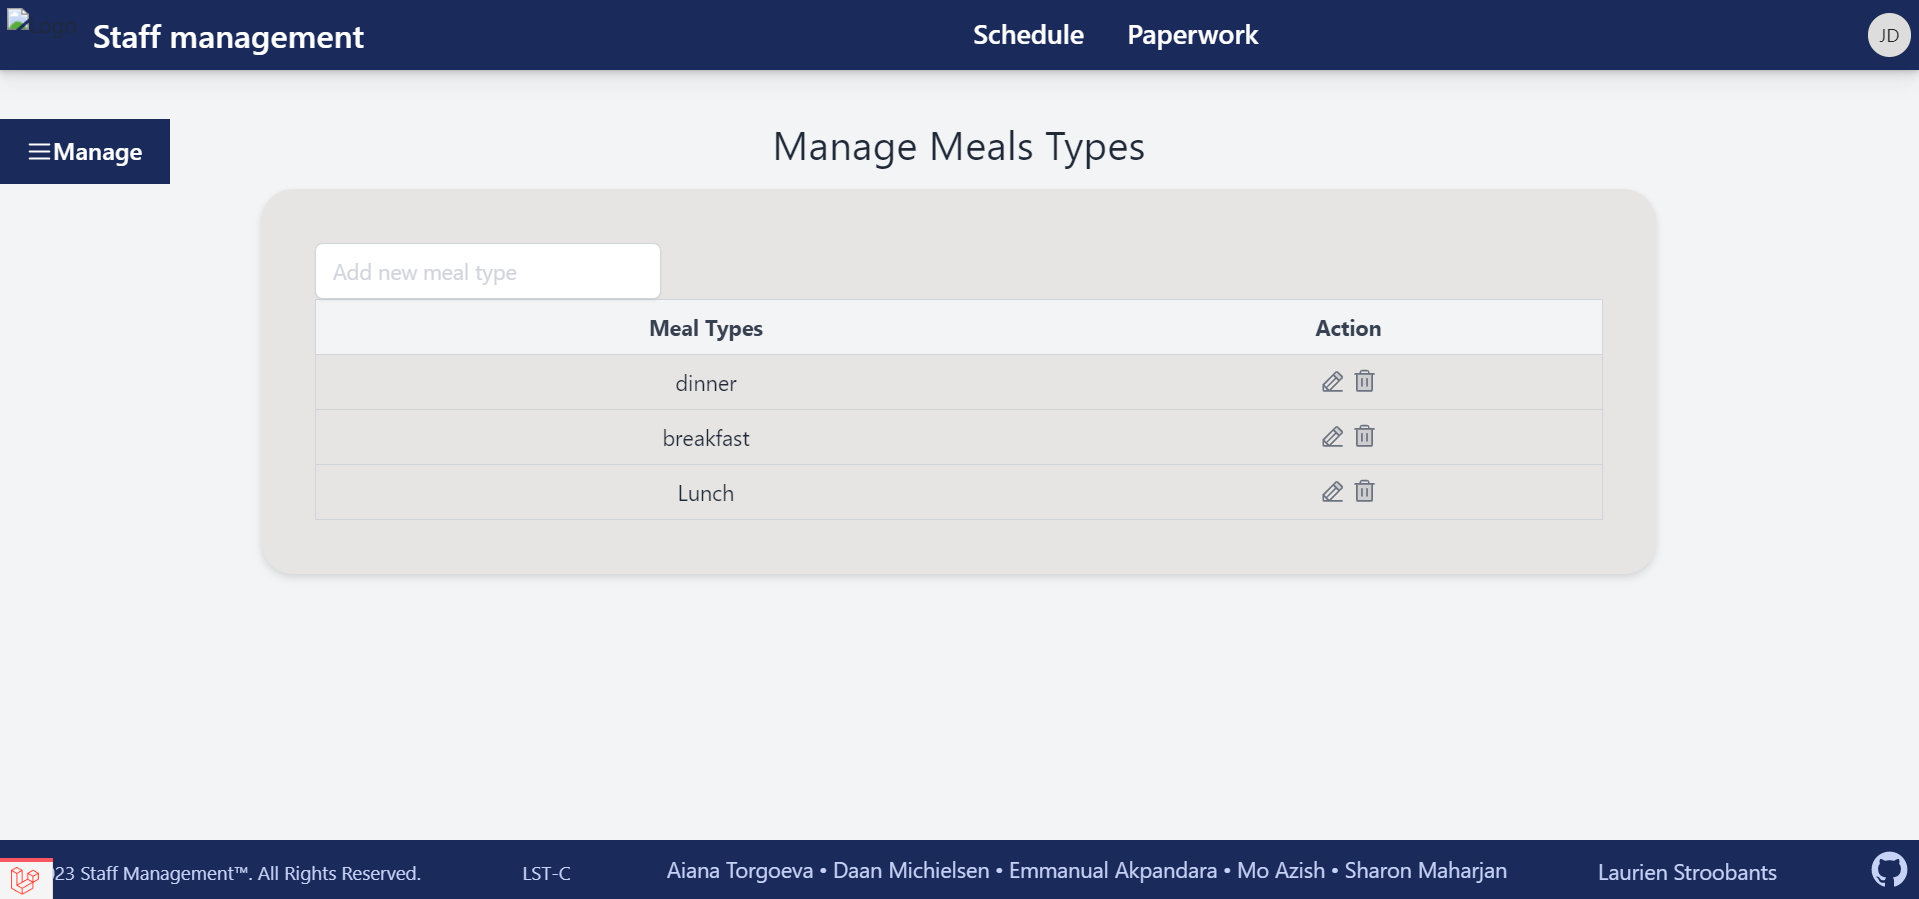 Logo
Staff management
Schedule
Paperwork
JD
Manage
Manage Meals Types
Add new meal type
Meal Types
Action
dinner
breakfast
Lunch
23 Staff Management™. All Rights Reserved.
LST-C
Aiana Torgoeva • Daan Michielsen • Emmanual Akpandara • Mo Azish • Sharon Maharjan
Laurien Stroobants